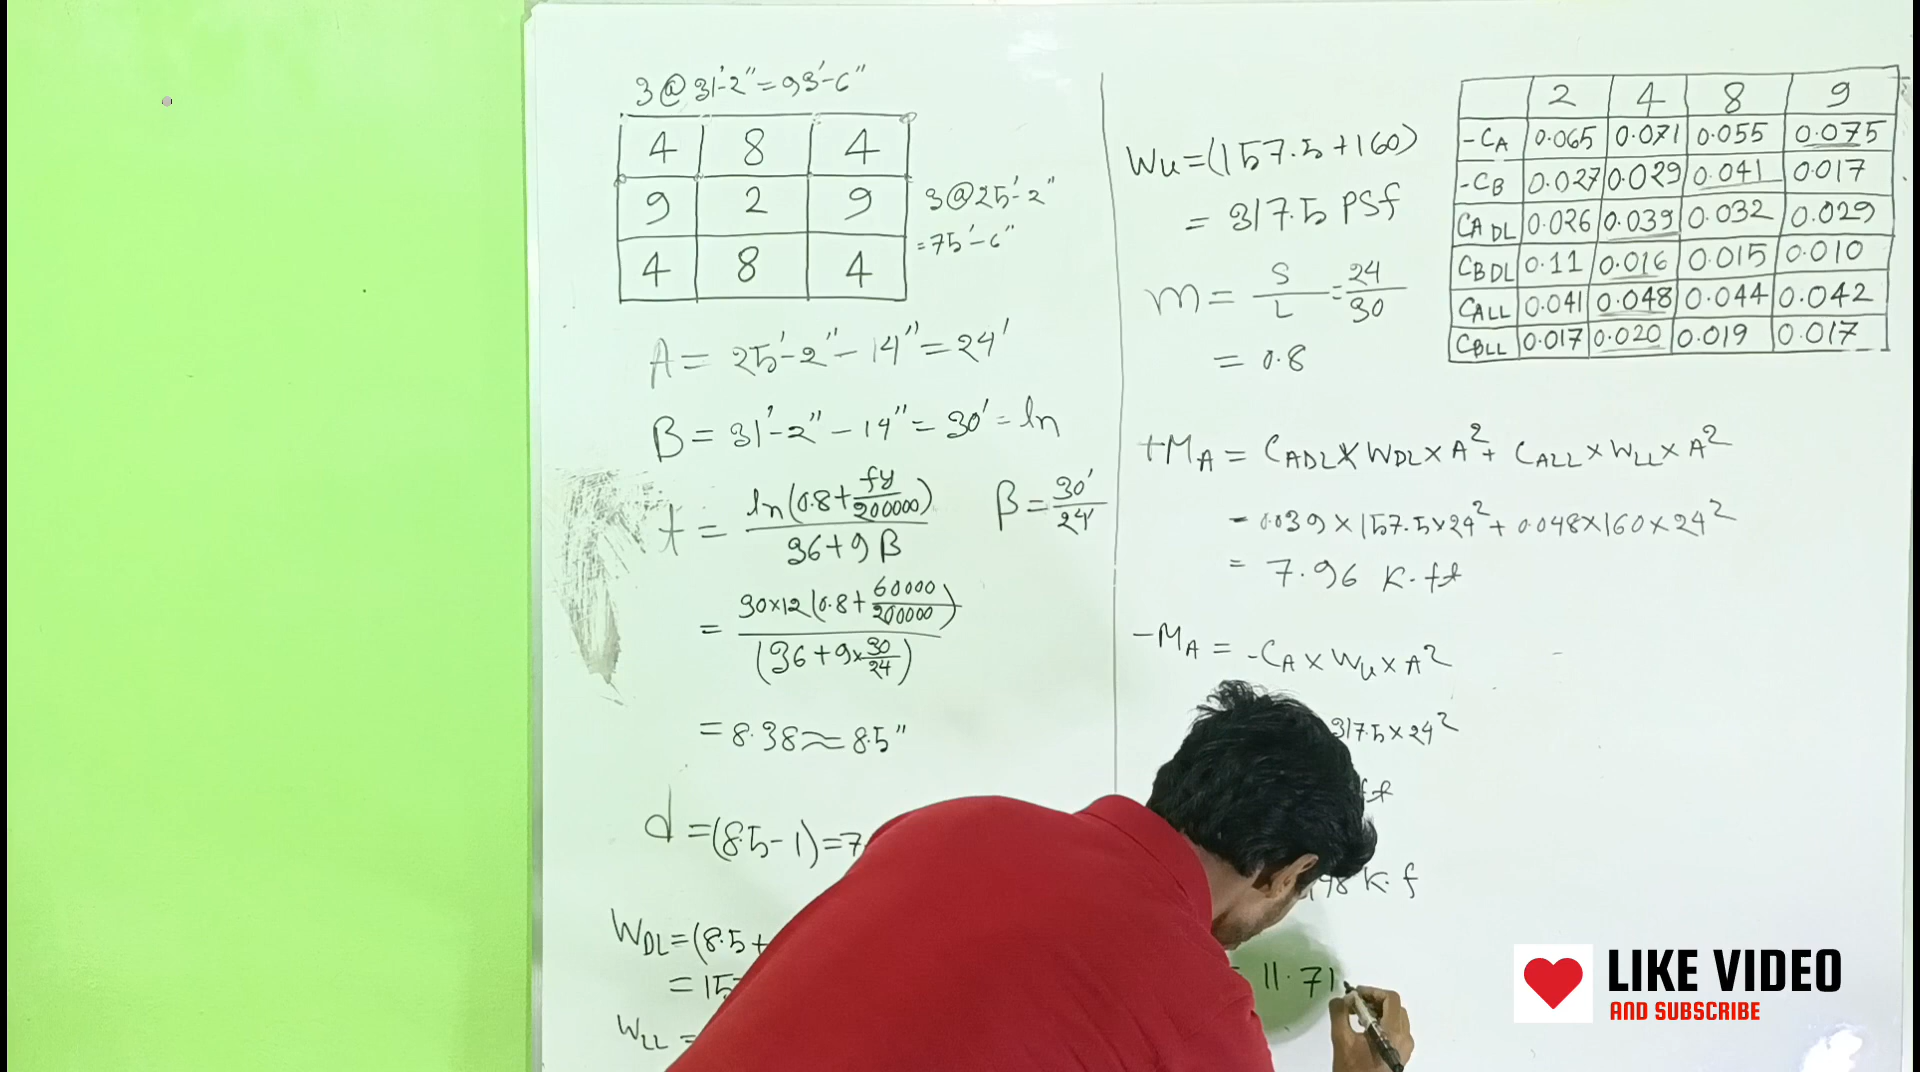 3@31'-2"=93'-6"
4 8 4
9 2 9
4 8 4
3@25'-2"
=75'-6"
A = 25'-2"-14"=24'
B = 31'-2"-14"=30'=ln
t = ln(0.8+fy/200000)/36+9β
β=30'/24'
= 30×12(0.8+60000/200000)/(36+9×30/24)
= 8.38≈8.5"
d=(8.5-1)=7.
WDL=(8.5+
=15
WLL=
Wu=(157.5+160)
= 317.5 PSf
m = S/L = 24/30
= 0.8
2 4 8 9
-CA 0.065 0.071 0.055 0.075
-CB 0.027 0.029 0.041 0.017
CADL 0.026 0.039 0.032 0.029
CBDL 0.11 0.016 0.015 0.010
CALL 0.041 0.048 0.044 0.042
CBLL 0.017 0.020 0.019 0.017
+MA = CADL×WDL×A²+ CALL×WLL×A²
= 0.039×157.5×24²+0.048×160×24²
= 7.96 K.ft
-MA = -CA×Wu×A²
317.5×24²
ft
98 K.f
= 11.71
LIKE VIDEO
AND SUBSCRIBE